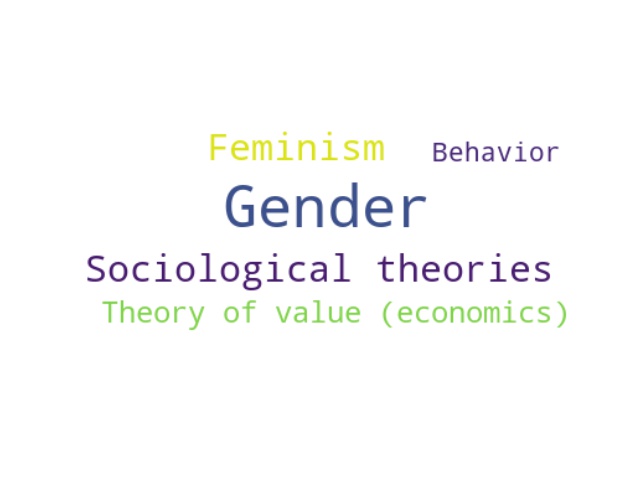 Feminism Behavior
Gender
Sociological theories
Theory of value (economics)